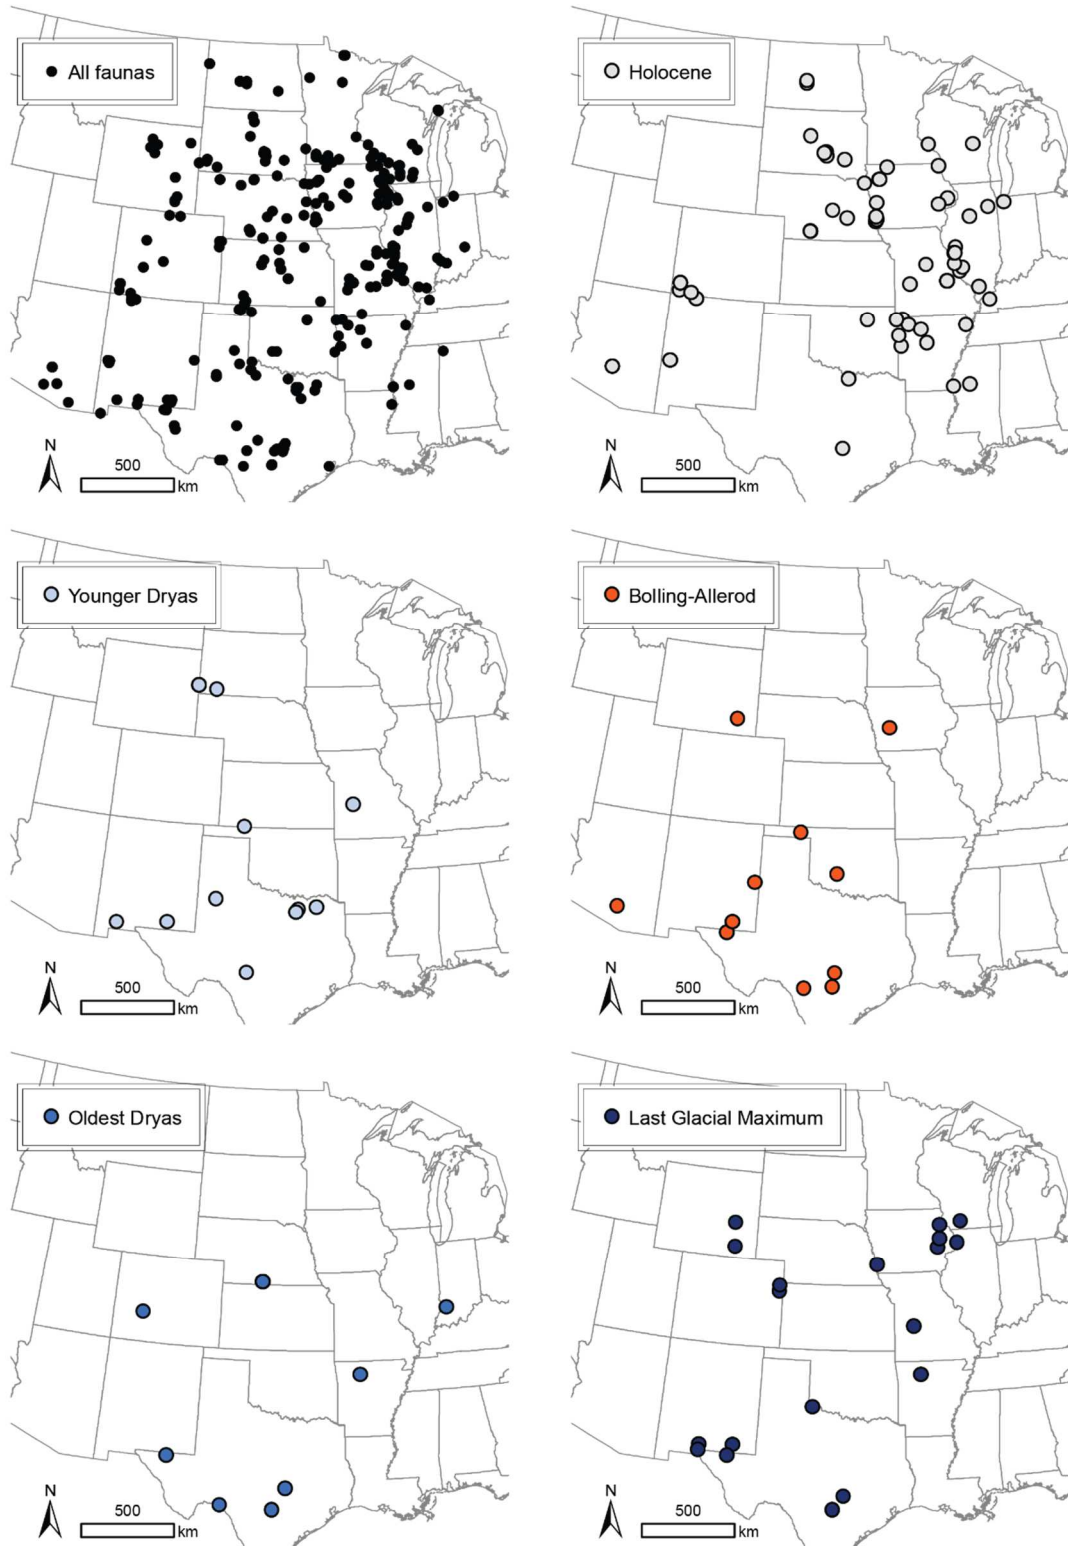 All faunas
N
500
km
Holocene
N
500
km
Younger Dryas
N
500
km
Bolling-Allerod
N
500
km
Oldest Dryas
N
500
km
Last Glacial Maximum
N
500
km